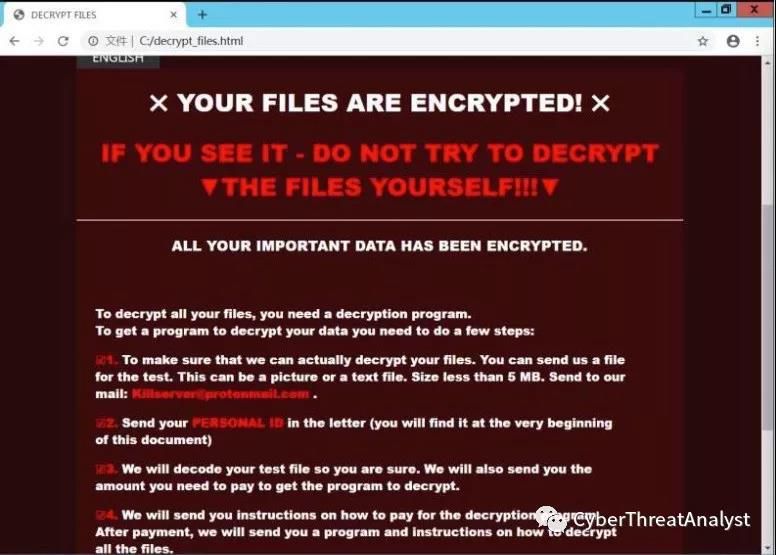 DECRYPT FILES
文件 | C:/decrypt_files.html
ENGLISH
✕ YOUR FILES ARE ENCRYPTED! ✕
IF YOU SEE IT - DO NOT TRY TO DECRYPT
▼THE FILES YOURSELF!!!▼
ALL YOUR IMPORTANT DATA HAS BEEN ENCRYPTED.
To decrypt all your files, you need a decryption program.
To get a program to decrypt your data you need to do a few steps:
☑1. To make sure that we can actually decrypt your files. You can send us a file
for the test. This can be a picture or a text file. Size less than 5 MB. Send to our
mail: Killserver@protonmail.com .
☑2. Send your PERSONAL ID in the letter (you will find it at the very beginning
of this document)
☑3. We will decode your test file so you are sure. We will also send you the
amount you need to pay to get the program to decrypt.
☑4. We will send you instructions on how to pay for the decryption program!
After payment, we will send you a program and instructions on how to decrypt
all the files.
CyberThreatAnalyst